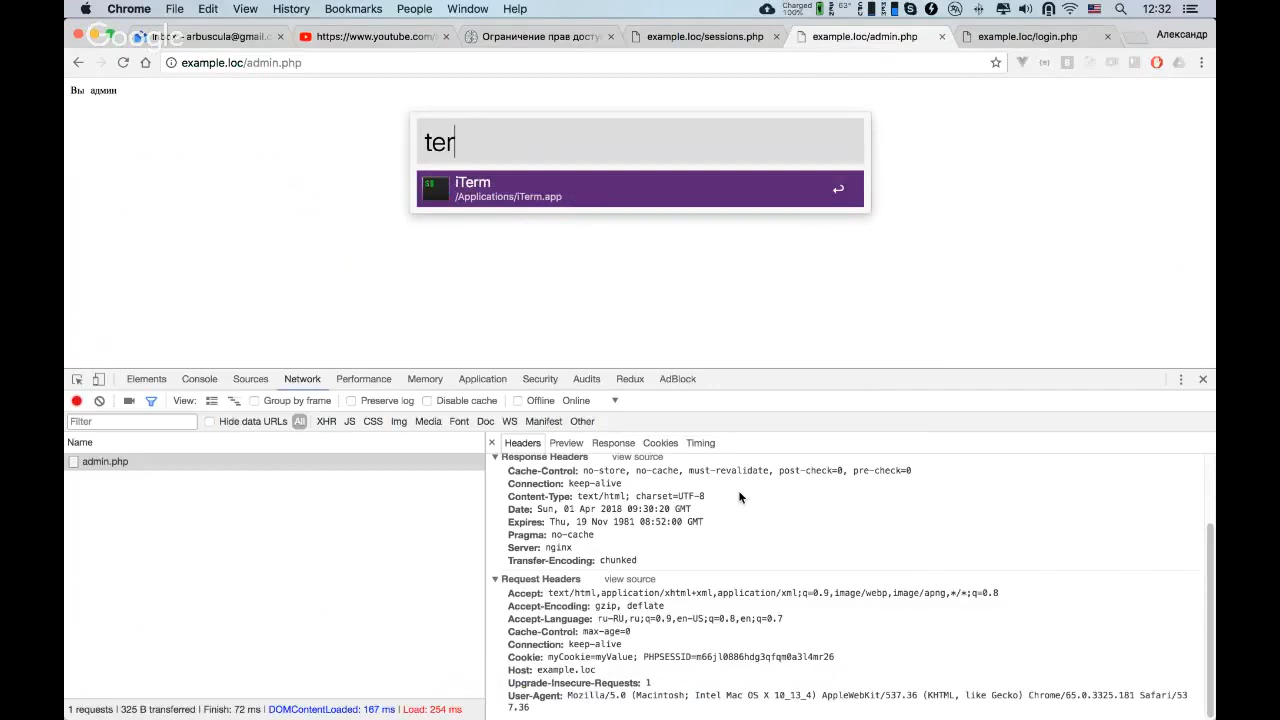 Chrome File Edit View History Bookmarks People Window Help Charged 100% 63° 12:32
Google
arbuscula@gmail.c https://www.youtube.com/ Ограничение прав досту example.loc/sessions.php example.loc/admin.php example.loc/login.php Александр
example.loc/admin.php
Вы админ
ter
iTerm
/Applications/iTerm.app
Elements Console Sources Network Performance Memory Application Security Audits Redux AdBlock
View: Group by frame Preserve log Disable cache Offline Online
Filter Hide data URLs All XHR JS CSS Img Media Font Doc WS Manifest Other
Name
Headers Preview Response Cookies Timing
admin.php
Response Headers view source
Cache-Control: no-store, no-cache, must-revalidate, post-check=0, pre-check=0
Connection: keep-alive
Content-Type: text/html; charset=UTF-8
Date: Sun, 01 Apr 2018 09:30:20 GMT
Expires: Thu, 19 Nov 1981 08:52:00 GMT
Pragma: no-cache
Server: nginx
Transfer-Encoding: chunked
Request Headers view source
Accept: text/html,application/xhtml+xml,application/xml;q=0.9,image/webp,image/apng,*/*;q=0.8
Accept-Encoding: gzip, deflate
Accept-Language: ru-RU,ru;q=0.9,en-US;q=0.8,en;q=0.7
Cache-Control: max-age=0
Connection: keep-alive
Cookie: myCookie=myValue; PHPSESSID=m66jl0886hdg3qfqm0a3l4mr26
Host: example.loc
Upgrade-Insecure-Requests: 1
User-Agent: Mozilla/5.0 (Macintosh; Intel Mac OS X 10_13_4) AppleWebKit/537.36 (KHTML, like Gecko) Chrome/65.0.3325.181 Safari/53
7.36
1 requests | 325 B transferred | Finish: 72 ms | DOMContentLoaded: 167 ms | Load: 254 ms